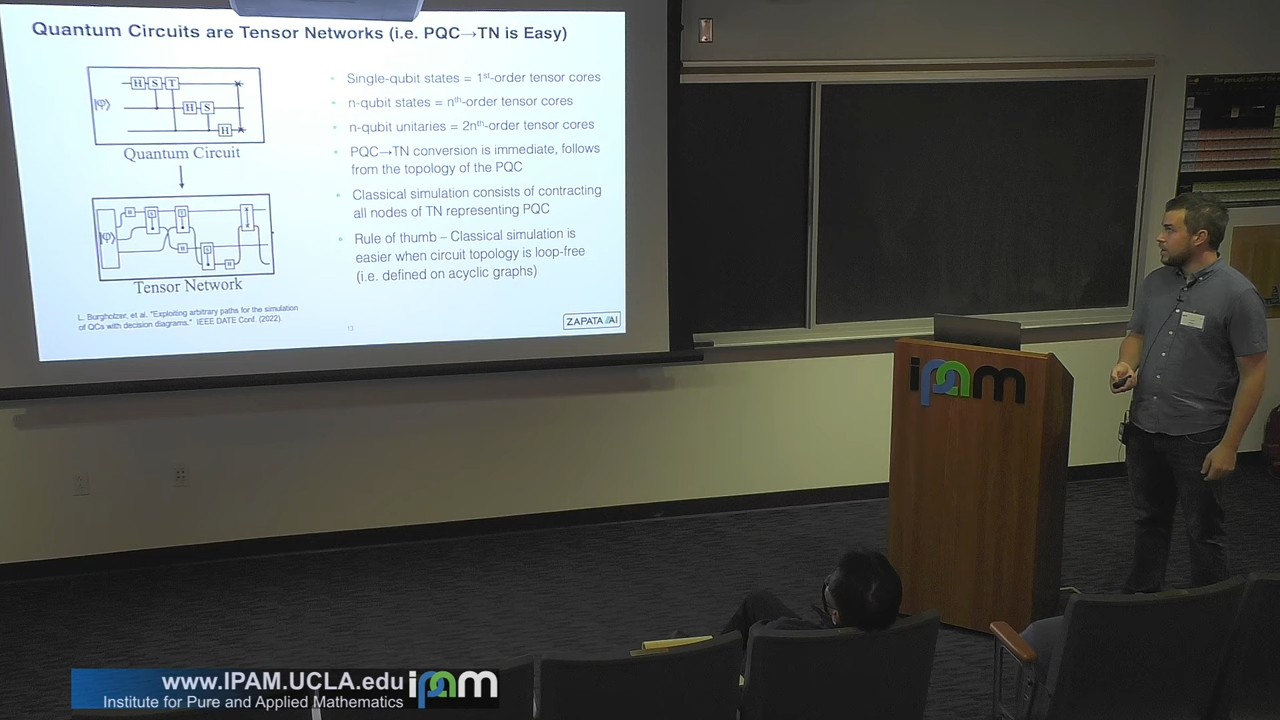 Quantum Circuits are Tensor Networks (i.e. PQC→TN is Easy)
H S T
|φ⟩
H S
H
Quantum Circuit
|φ⟩
Tensor Network
L. Burgholzer, et al. "Exploiting arbitrary paths for the simulation
of QCs with decision diagrams." IEEE DATE Conf. (2022).
• Single-qubit states = 1st-order tensor cores
• n-qubit states = nth-order tensor cores
• n-qubit unitaries = 2nth-order tensor cores
• PQC→TN conversion is immediate, follows
from the topology of the PQC
• Classical simulation consists of contracting
all nodes of TN representing PQC
• Rule of thumb – Classical simulation is
easier when circuit topology is loop-free
(i.e. defined on acyclic graphs)
13
ZAPATA AI
ipam
www.IPAM.UCLA.edu
Institute for Pure and Applied Mathematics
ipam